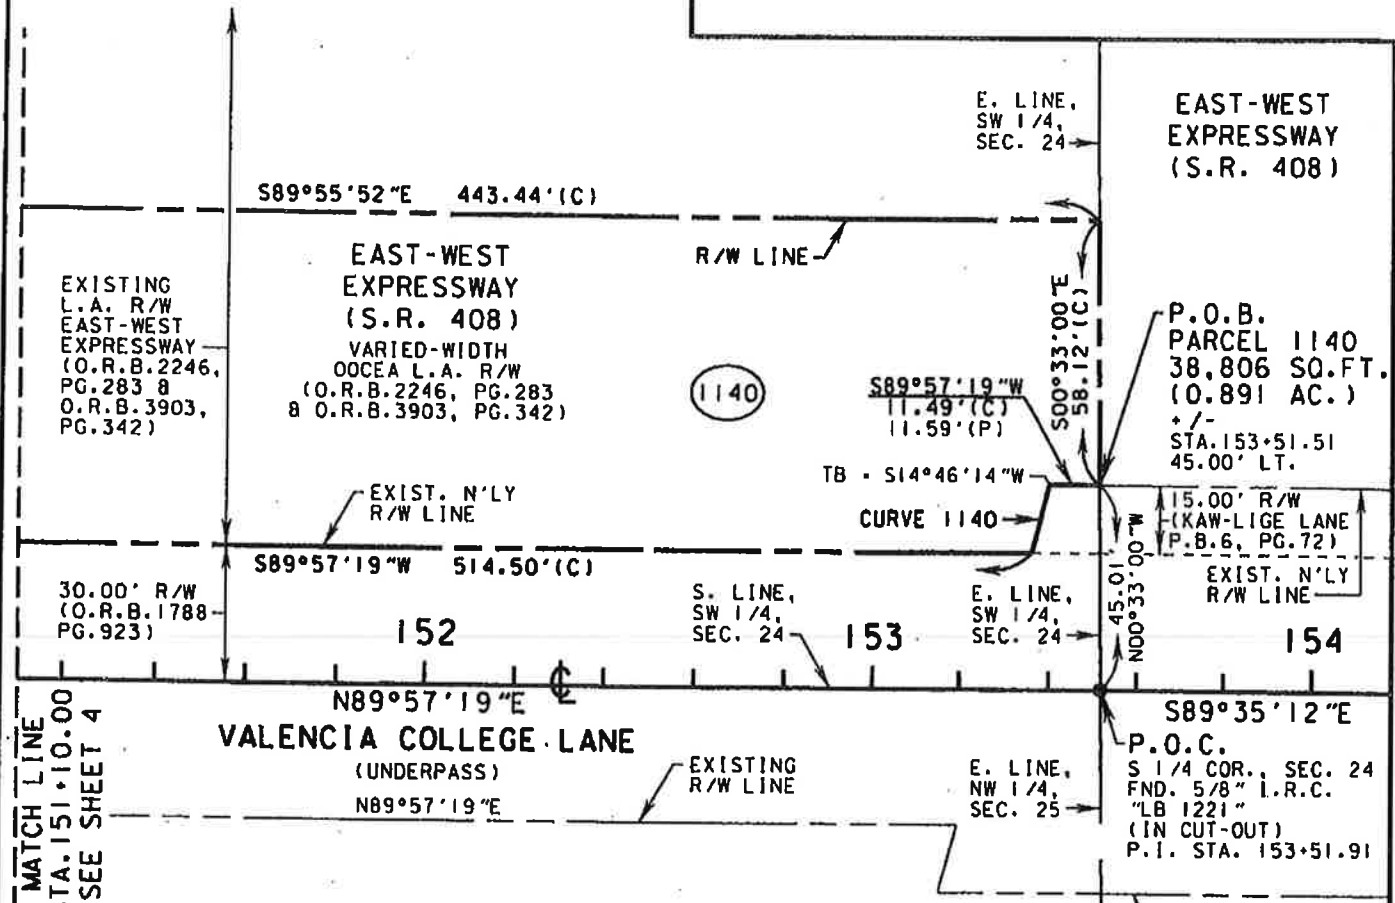 E. LINE,
SW 1/4,
SEC. 24
EAST-WEST
EXPRESSWAY
(S.R. 408)
S89°55'52"E 443.44'(C)
R/W LINE
EAST-WEST
EXPRESSWAY
(S.R. 408)
VARIED-WIDTH
OOCEA L.A. R/W
(O.R.B.2246, PG.283
& O.R.B.3903, PG.342)
EXISTING
L.A. R/W
EAST-WEST
EXPRESSWAY
(O.R.B.2246,
PG.283 &
O.R.B.3903,
PG.342)
1140
S89°57'19"W
11.49'(C)
11.59'(P)
S00°33'00"E
58.12'(C)
P.O.B.
PARCEL 1140
38,806 SQ.FT.
(0.891 AC.)
+/-
STA.153+51.51
45.00' LT.
TB = S14°46'14"W
CURVE 1140
EXIST. N'LY
R/W LINE
15.00' R/W
(KAW-LIGE LANE
P.B.6, PG.72)
EXIST. N'LY
R/W LINE
S89°57'19"W 514.50'(C)
30.00' R/W
(O.R.B.1788
PG.923)
S. LINE,
SW 1/4,
SEC. 24
E. LINE,
SW 1/4,
SEC. 24
45.01'
N00°33'00"W
152
153
154
N89°57'19"E
℄
S89°35'12"E
VALENCIA COLLEGE LANE
(UNDERPASS)
N89°57'19"E
EXISTING
R/W LINE
E. LINE,
NW 1/4,
SEC. 25
P.O.C.
S 1/4 COR., SEC. 24
FND. 5/8" I.R.C.
"LB 1221"
(IN CUT-OUT)
P.I. STA. 153+51.91
MATCH LINE
TA.151+10.00
SEE SHEET 4